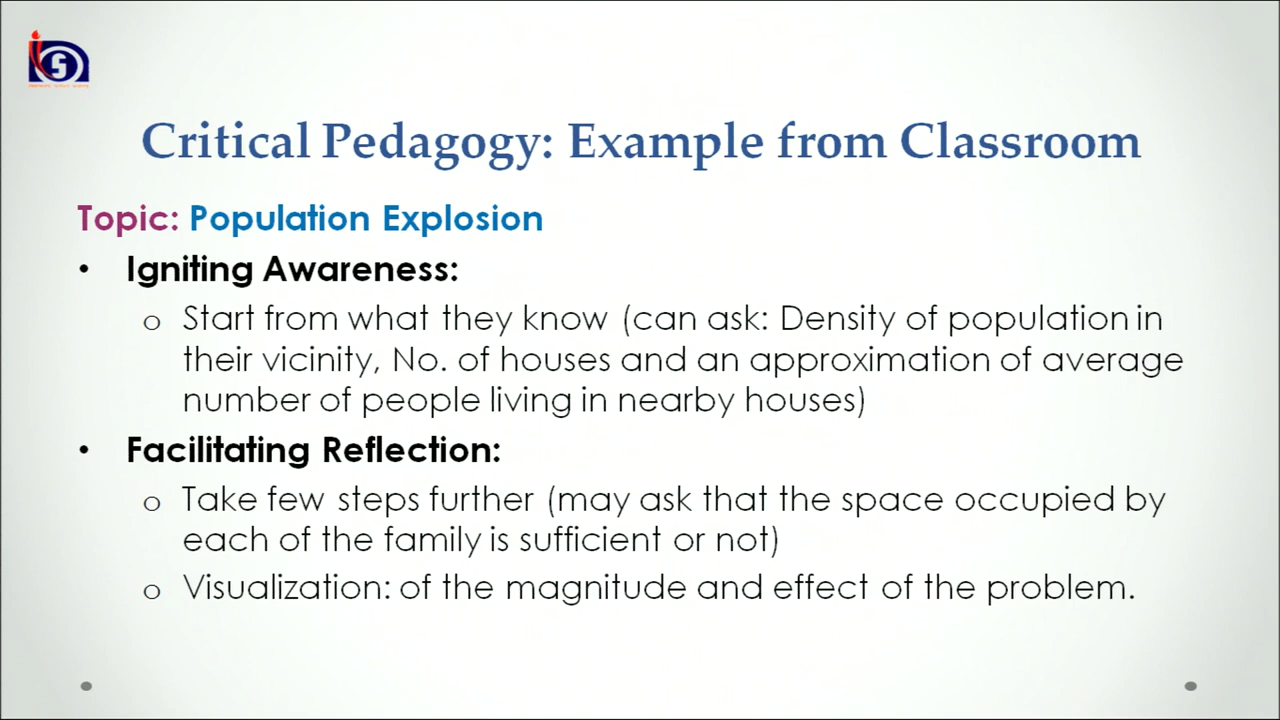 Critical Pedagogy: Example from Classroom
Topic: Population Explosion
• Igniting Awareness:
o Start from what they know (can ask: Density of population in
their vicinity, No. of houses and an approximation of average
number of people living in nearby houses)
• Facilitating Reflection:
o Take few steps further (may ask that the space occupied by
each of the family is sufficient or not)
o Visualization: of the magnitude and effect of the problem.